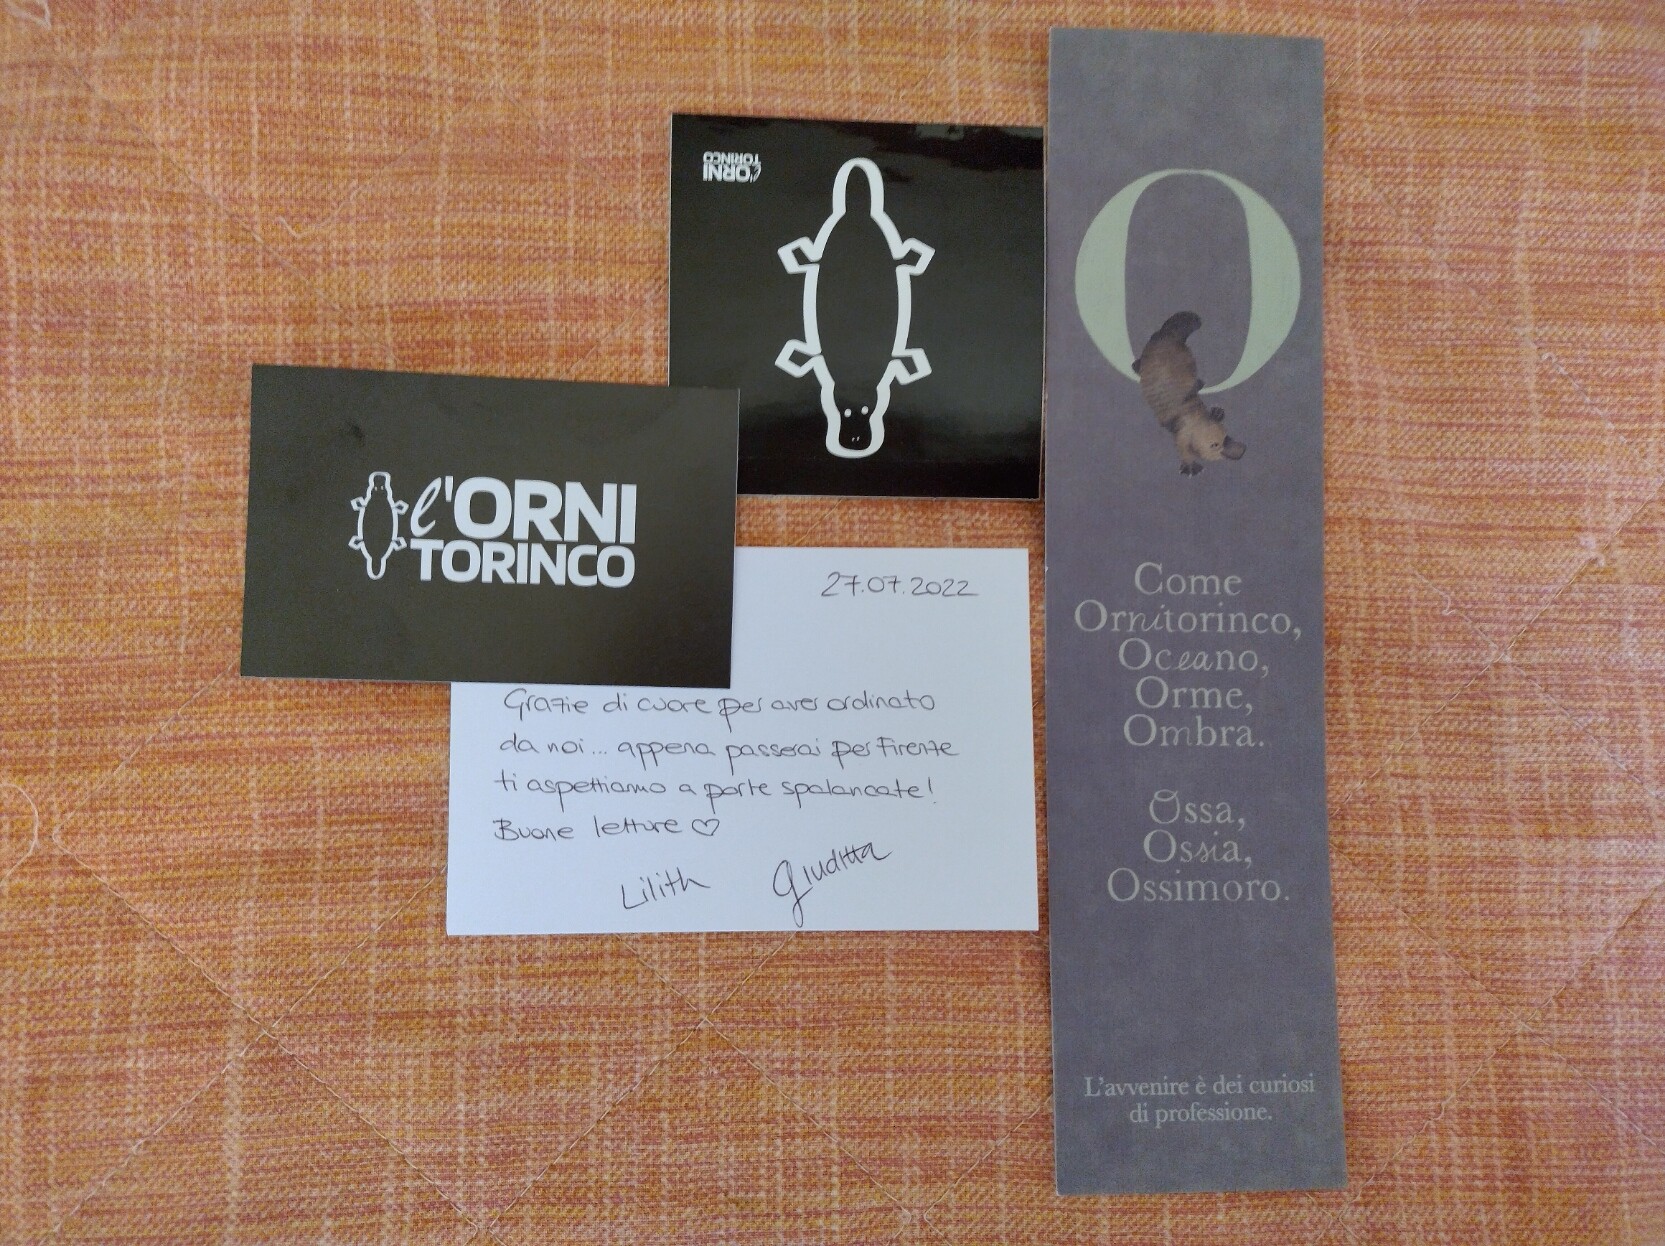 l'ORNI
TORINCO
l'ORNI
TORINCO
27.07.2022
Grazie di cuore per aver ordinato
da noi... appena passerai per Firenze
ti aspettiamo a porte spalancate!
Buone letture ♡
Lilith Giuditta
O
Come
Ornitorinco,
Oceano,
Orme,
Ombra.
Ossa,
Ossia,
Ossimoro.
L'avvenire è dei curiosi
di professione.